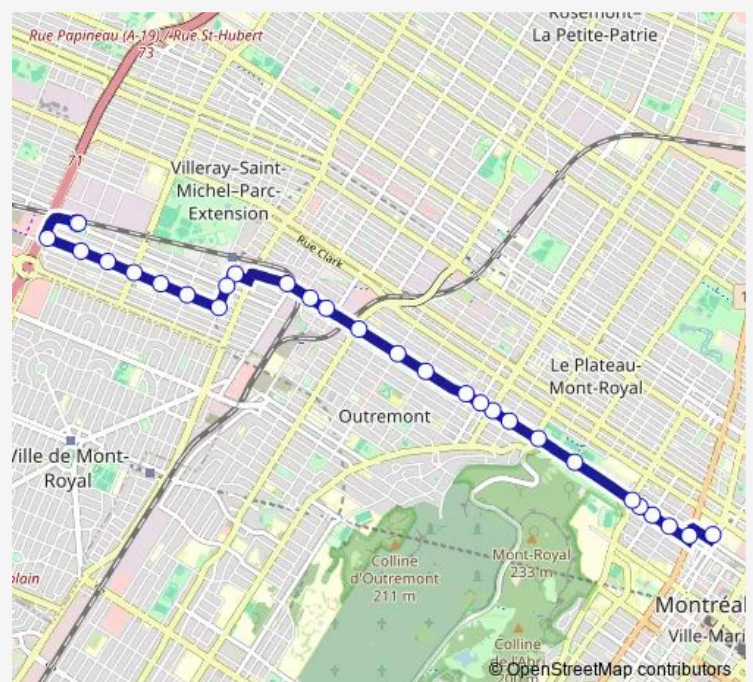 Rosemont–
La Petite-Patrie
Rue Papineau (A-19) / Rue St-Hubert
73
71
Villeray–Saint-
Michel–Parc-
Extension
Rue Clark
Le Plateau-
Mont-Royal
Outremont
Ville de Mont-
Royal
Colline
d'Outremont
211 m
Mont-Royal
233 m
Montréal
Ville-Mari
Colline
© OpenStreetMap contributors